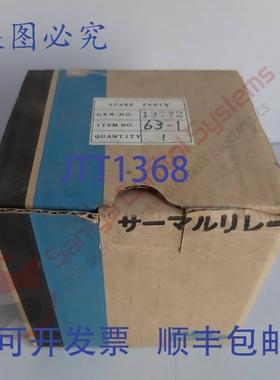 盗图必究
SPARE PARTS
DRW.NO. 13772
ITEM NO. 63-1
QUANTITY 1
JTT1368
サーマルリレー
可开发票 顺丰包邮